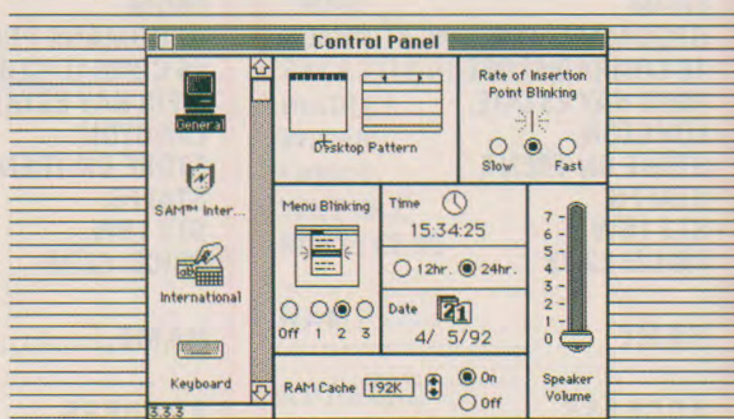 Control Panel
General
SAM™ Inter...
International
Keyboard
3.3.3
Desktop Pattern
Rate of Insertion
Point Blinking
Slow Fast
Menu Blinking
Off 1 2 3
Time
15:34:25
12hr. 24hr.
Date
21
4/ 5/92
7
6
5
4
3
2
1
0
Speaker
Volume
RAM Cache 192K
On
Off